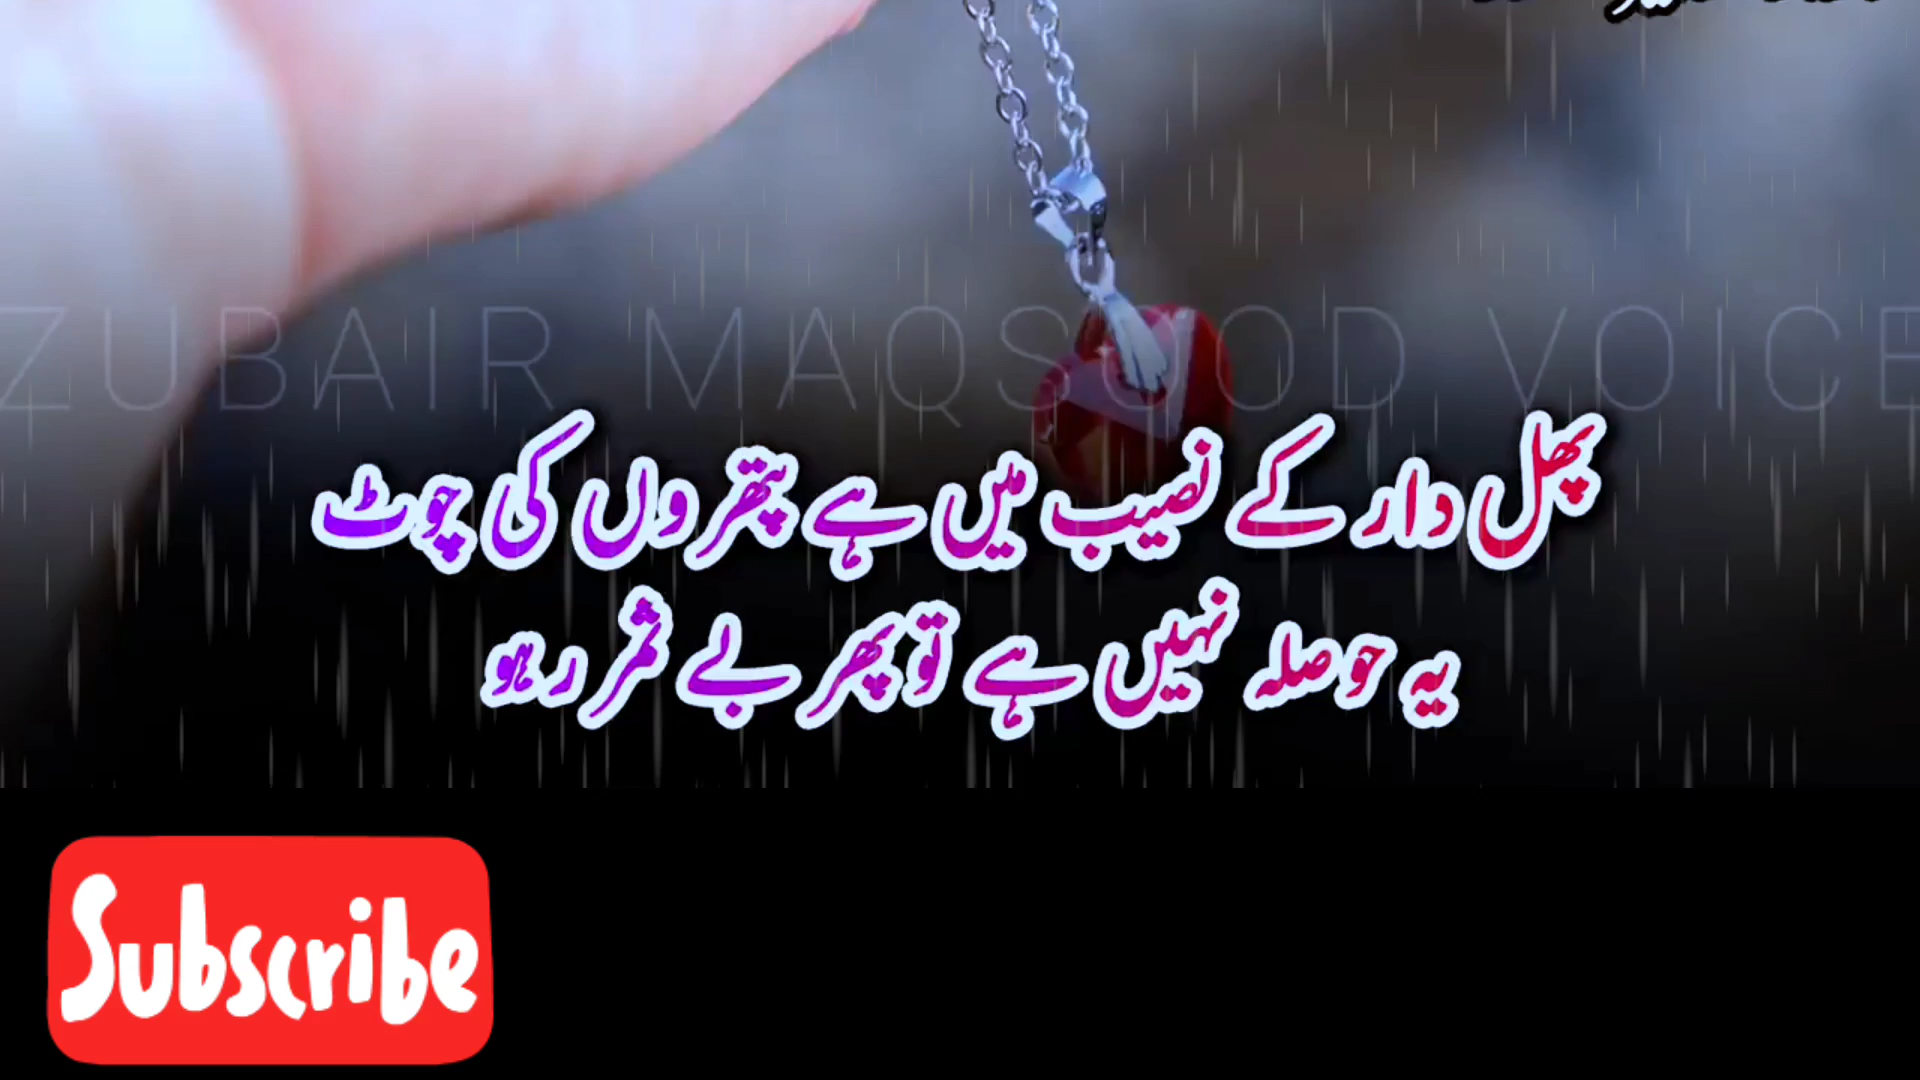 ZUBAIR MAQSOOD VOICE
پھل دار کے نصیب میں ہے پتھروں کی چوٹ
یہ حوصلہ نہیں ہے تو پھر بے ثمر رہو
Subscribe